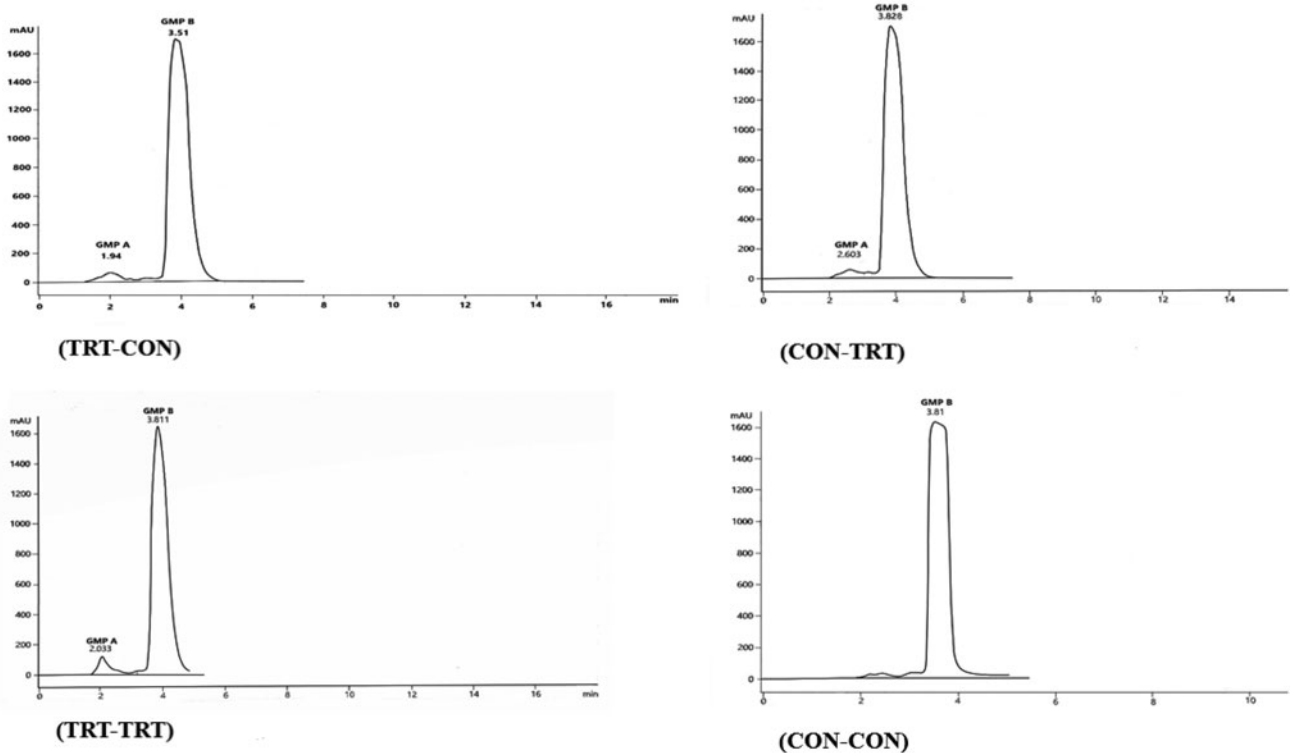 GMP B
3.51
mAU
1600
1400
1200
1000
800
600
400
200
0
GMP A
1.94
0 2 4 6 8 10 12 14 16 min
(TRT-CON)
GMP B
3.828
mAU
1600
1400
1200
1000
800
600
400
200
0
GMP A
2.603
0 2 4 6 8 10 12 14
(CON-TRT)
GMP B
3.811
mAU
1600
1400
1200
1000
800
600
400
200
0
GMP A
2.033
0 2 4 6 8 10 12 14 16 min
(TRT-TRT)
GMP B
3.81
mAU
1600
1400
1200
1000
800
600
400
200
0
0 2 4 6 8 10
(CON-CON)